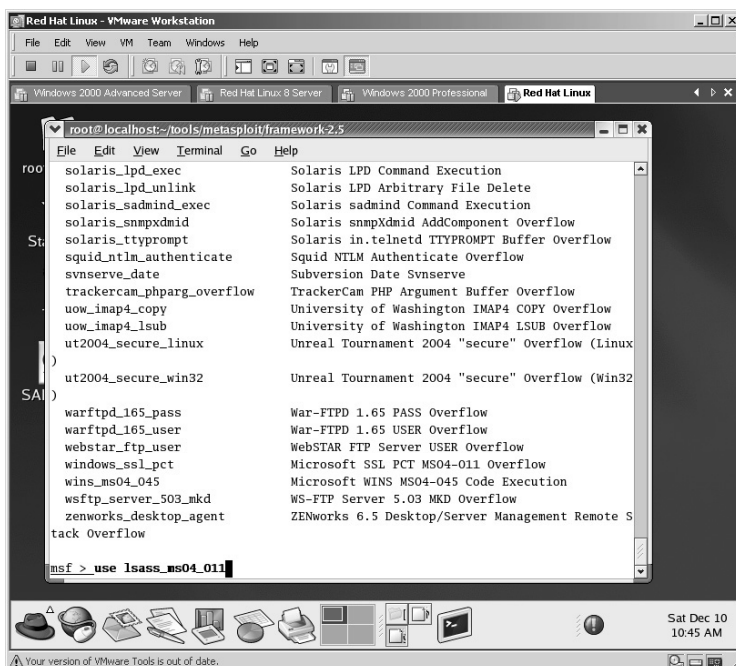 Red Hat Linux - VMware Workstation
File Edit View VM Team Windows Help
Windows 2000 Advanced Server Red Hat Linux 8 Server Windows 2000 Professional Red Hat Linux
root@localhost:~/tools/metasploit/framework-2.5
File Edit View Terminal Go Help
solaris_lpd_exec Solaris LPD Command Execution
solaris_lpd_unlink Solaris LPD Arbitrary File Delete
solaris_sadmind_exec Solaris sadmind Command Execution
solaris_snmpxdmid Solaris snmpXdmid AddComponent Overflow
solaris_ttyprompt Solaris in.telnetd TTYPROMPT Buffer Overflow
squid_ntlm_authenticate Squid NTLM Authenticate Overflow
svnserve_date Subversion Date Svnserve
trackercam_phparg_overflow TrackerCam PHP Argument Buffer Overflow
uow_imap4_copy University of Washington IMAP4 COPY Overflow
uow_imap4_lsub University of Washington IMAP4 LSUB Overflow
ut2004_secure_linux Unreal Tournament 2004 "secure" Overflow (Linux
)
ut2004_secure_win32 Unreal Tournament 2004 "secure" Overflow (Win32
)
warftpd_165_pass War-FTPD 1.65 PASS Overflow
warftpd_165_user War-FTPD 1.65 USER Overflow
webstar_ftp_user WebSTAR FTP Server USER Overflow
windows_ssl_pct Microsoft SSL PCT MS04-011 Overflow
wins_ms04_045 Microsoft WINS MS04-045 Code Execution
wsftp_server_503_mkd WS-FTP Server 5.03 MKD Overflow
zenworks_desktop_agent ZENworks 6.5 Desktop/Server Management Remote S
tack Overflow
msf > use lsass_ms04_011
roo
Sta
SAI
Sat Dec 10
10:45 AM
Your version of VMware Tools is out of date.